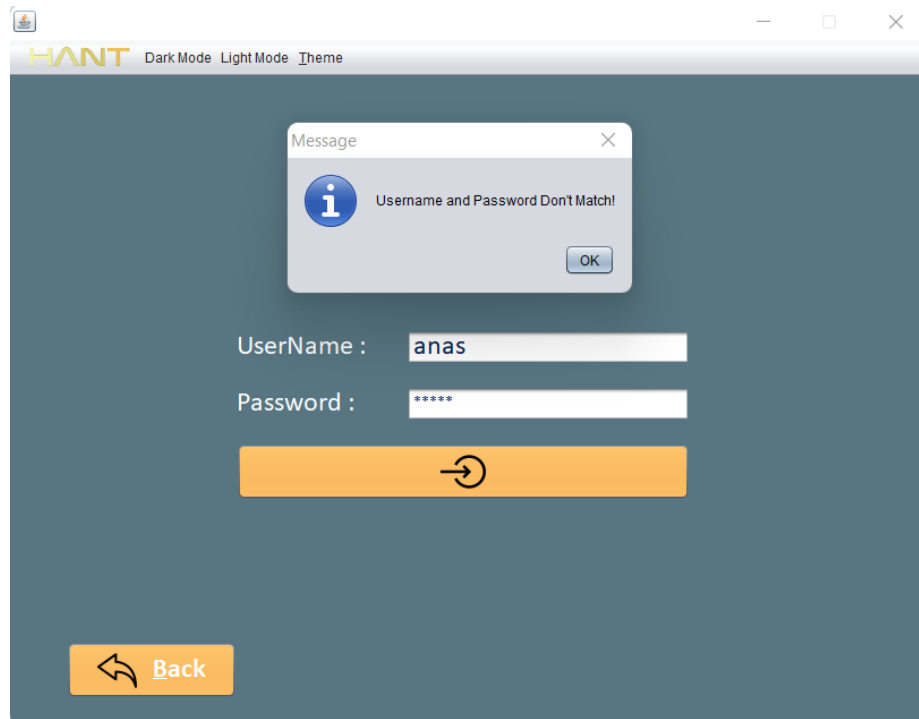 HANT Dark Mode Light Mode Theme
Message
Username and Password Don't Match!
OK
UserName : anas
Password : *****
Back